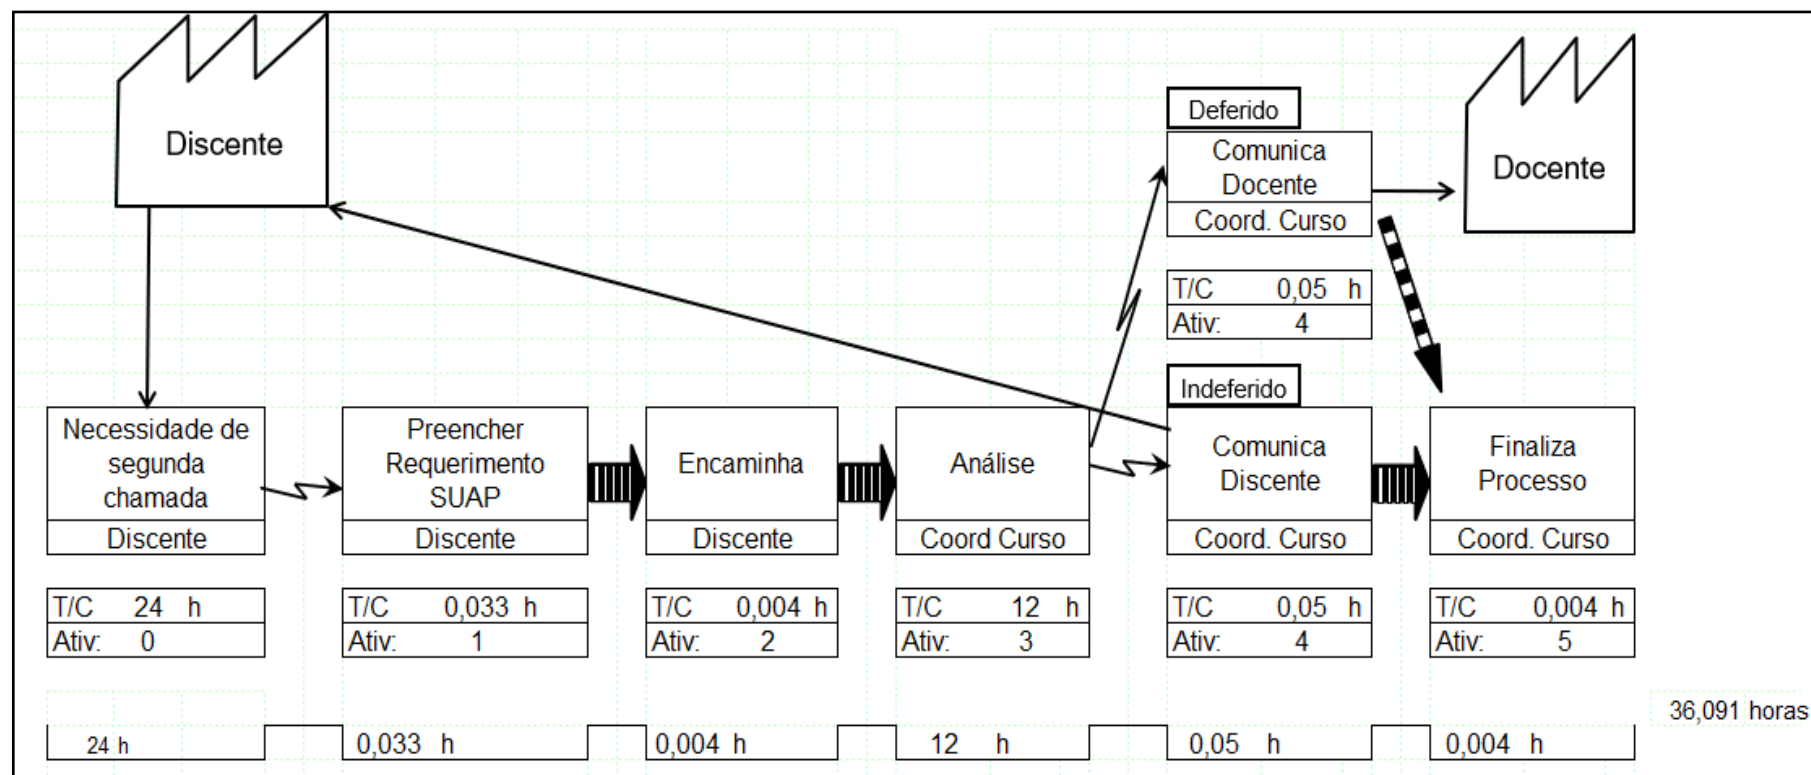 Discente
Deferido
Comunica
Docente
Coord. Curso
Docente
T/C 0,05 h
Ativ: 4
Indeferido
Necessidade de
segunda
chamada
Discente
Preencher
Requerimento
SUAP
Discente
Encaminha
Discente
Análise
Coord Curso
Comunica
Discente
Coord. Curso
Finaliza
Processo
Coord. Curso
T/C 24 h
Ativ: 0
T/C 0,033 h
Ativ: 1
T/C 0,004 h
Ativ: 2
T/C 12 h
Ativ: 3
T/C 0,05 h
Ativ: 4
T/C 0,004 h
Ativ: 5
36,091 horas
24 h
0,033 h
0,004 h
12 h
0,05 h
0,004 h